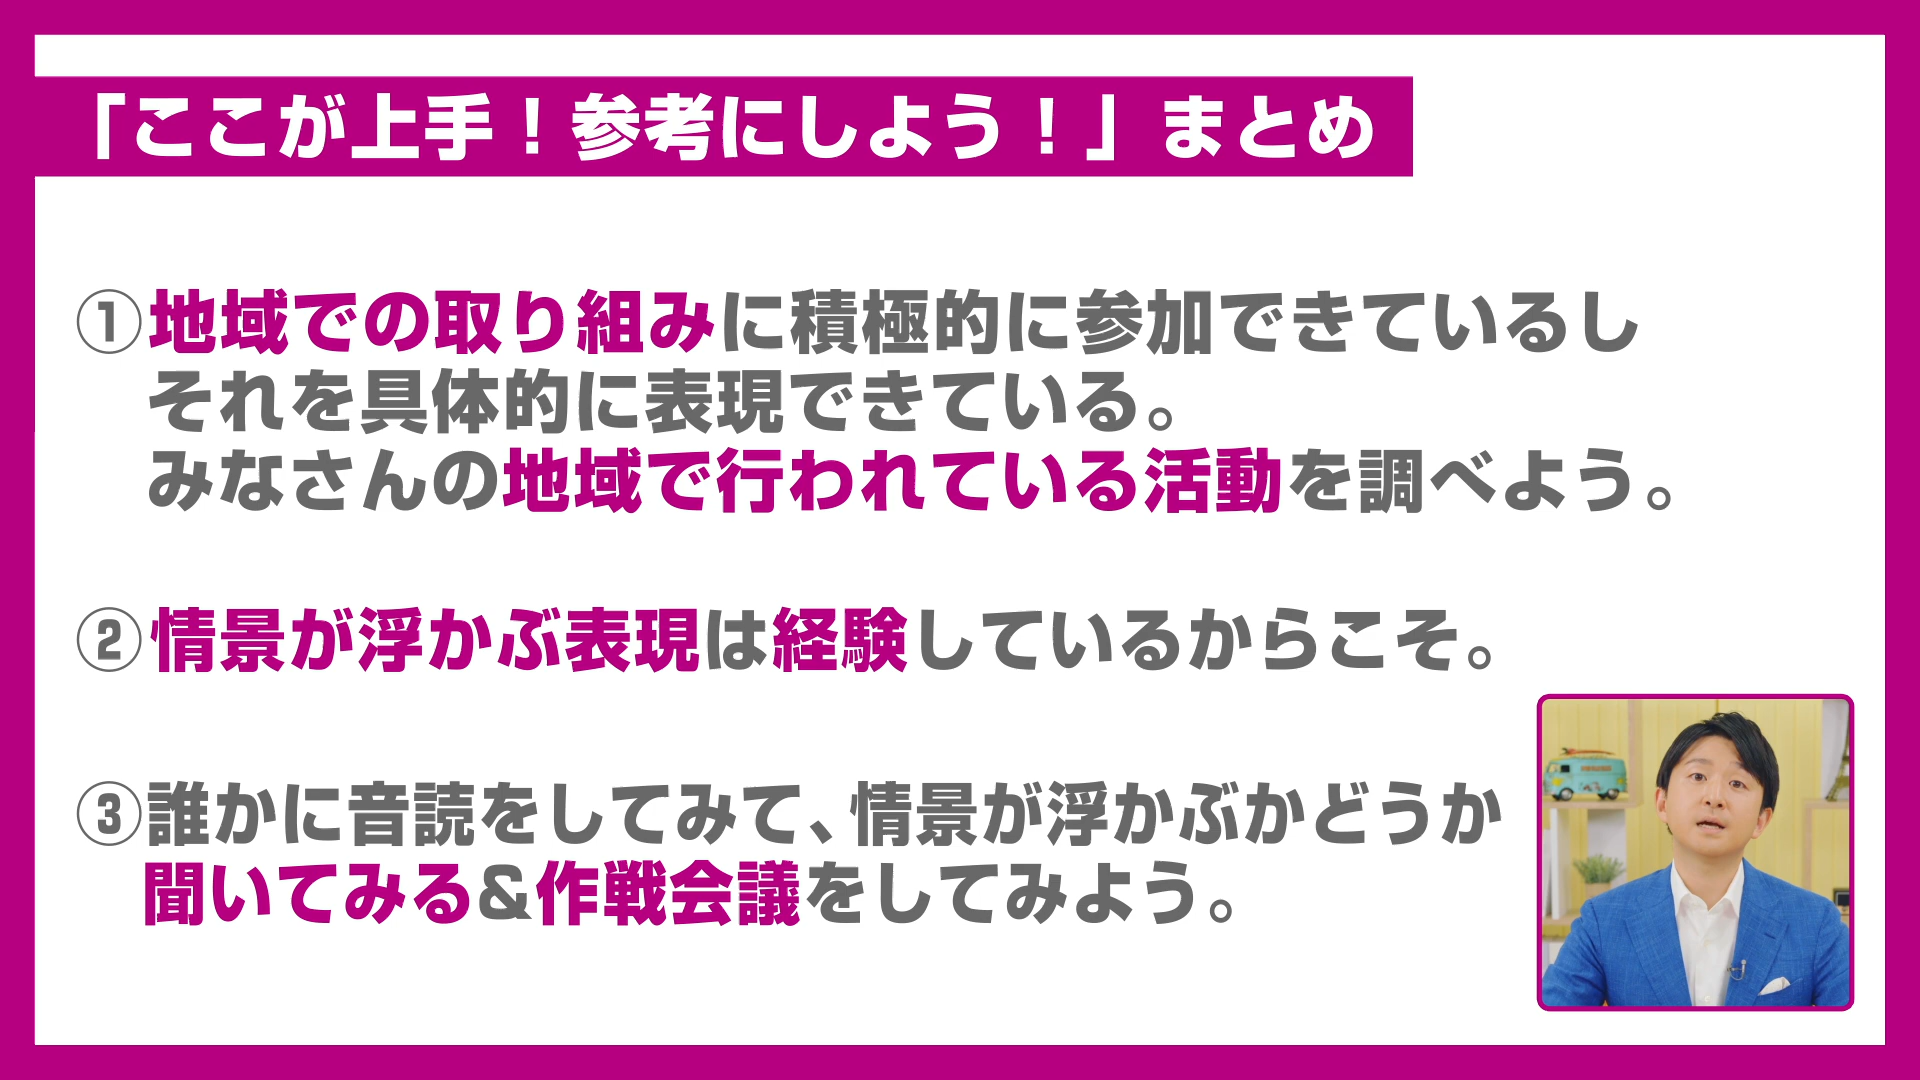 「ここが上手！参考にしよう！」まとめ
①地域での取り組みに積極的に参加できているし
それを具体的に表現できている。
みなさんの地域で行われている活動を調べよう。
②情景が浮かぶ表現は経験しているからこそ。
③誰かに音読をしてみて、情景が浮かぶかどうか
聞いてみる&作戦会議をしてみよう。